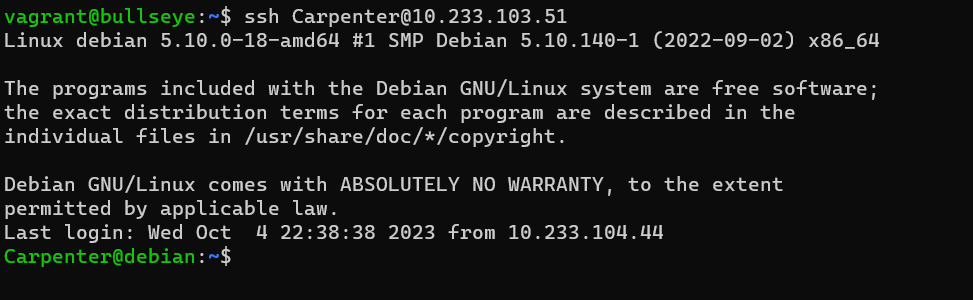 vagrant@bullseye:~$ ssh Carpenter@10.233.103.51
Linux debian 5.10.0-18-amd64 #1 SMP Debian 5.10.140-1 (2022-09-02) x86_64

The programs included with the Debian GNU/Linux system are free software;
the exact distribution terms for each program are described in the
individual files in /usr/share/doc/*/copyright.

Debian GNU/Linux comes with ABSOLUTELY NO WARRANTY, to the extent
permitted by applicable law.
Last login: Wed Oct  4 22:38:38 2023 from 10.233.104.44
Carpenter@debian:~$